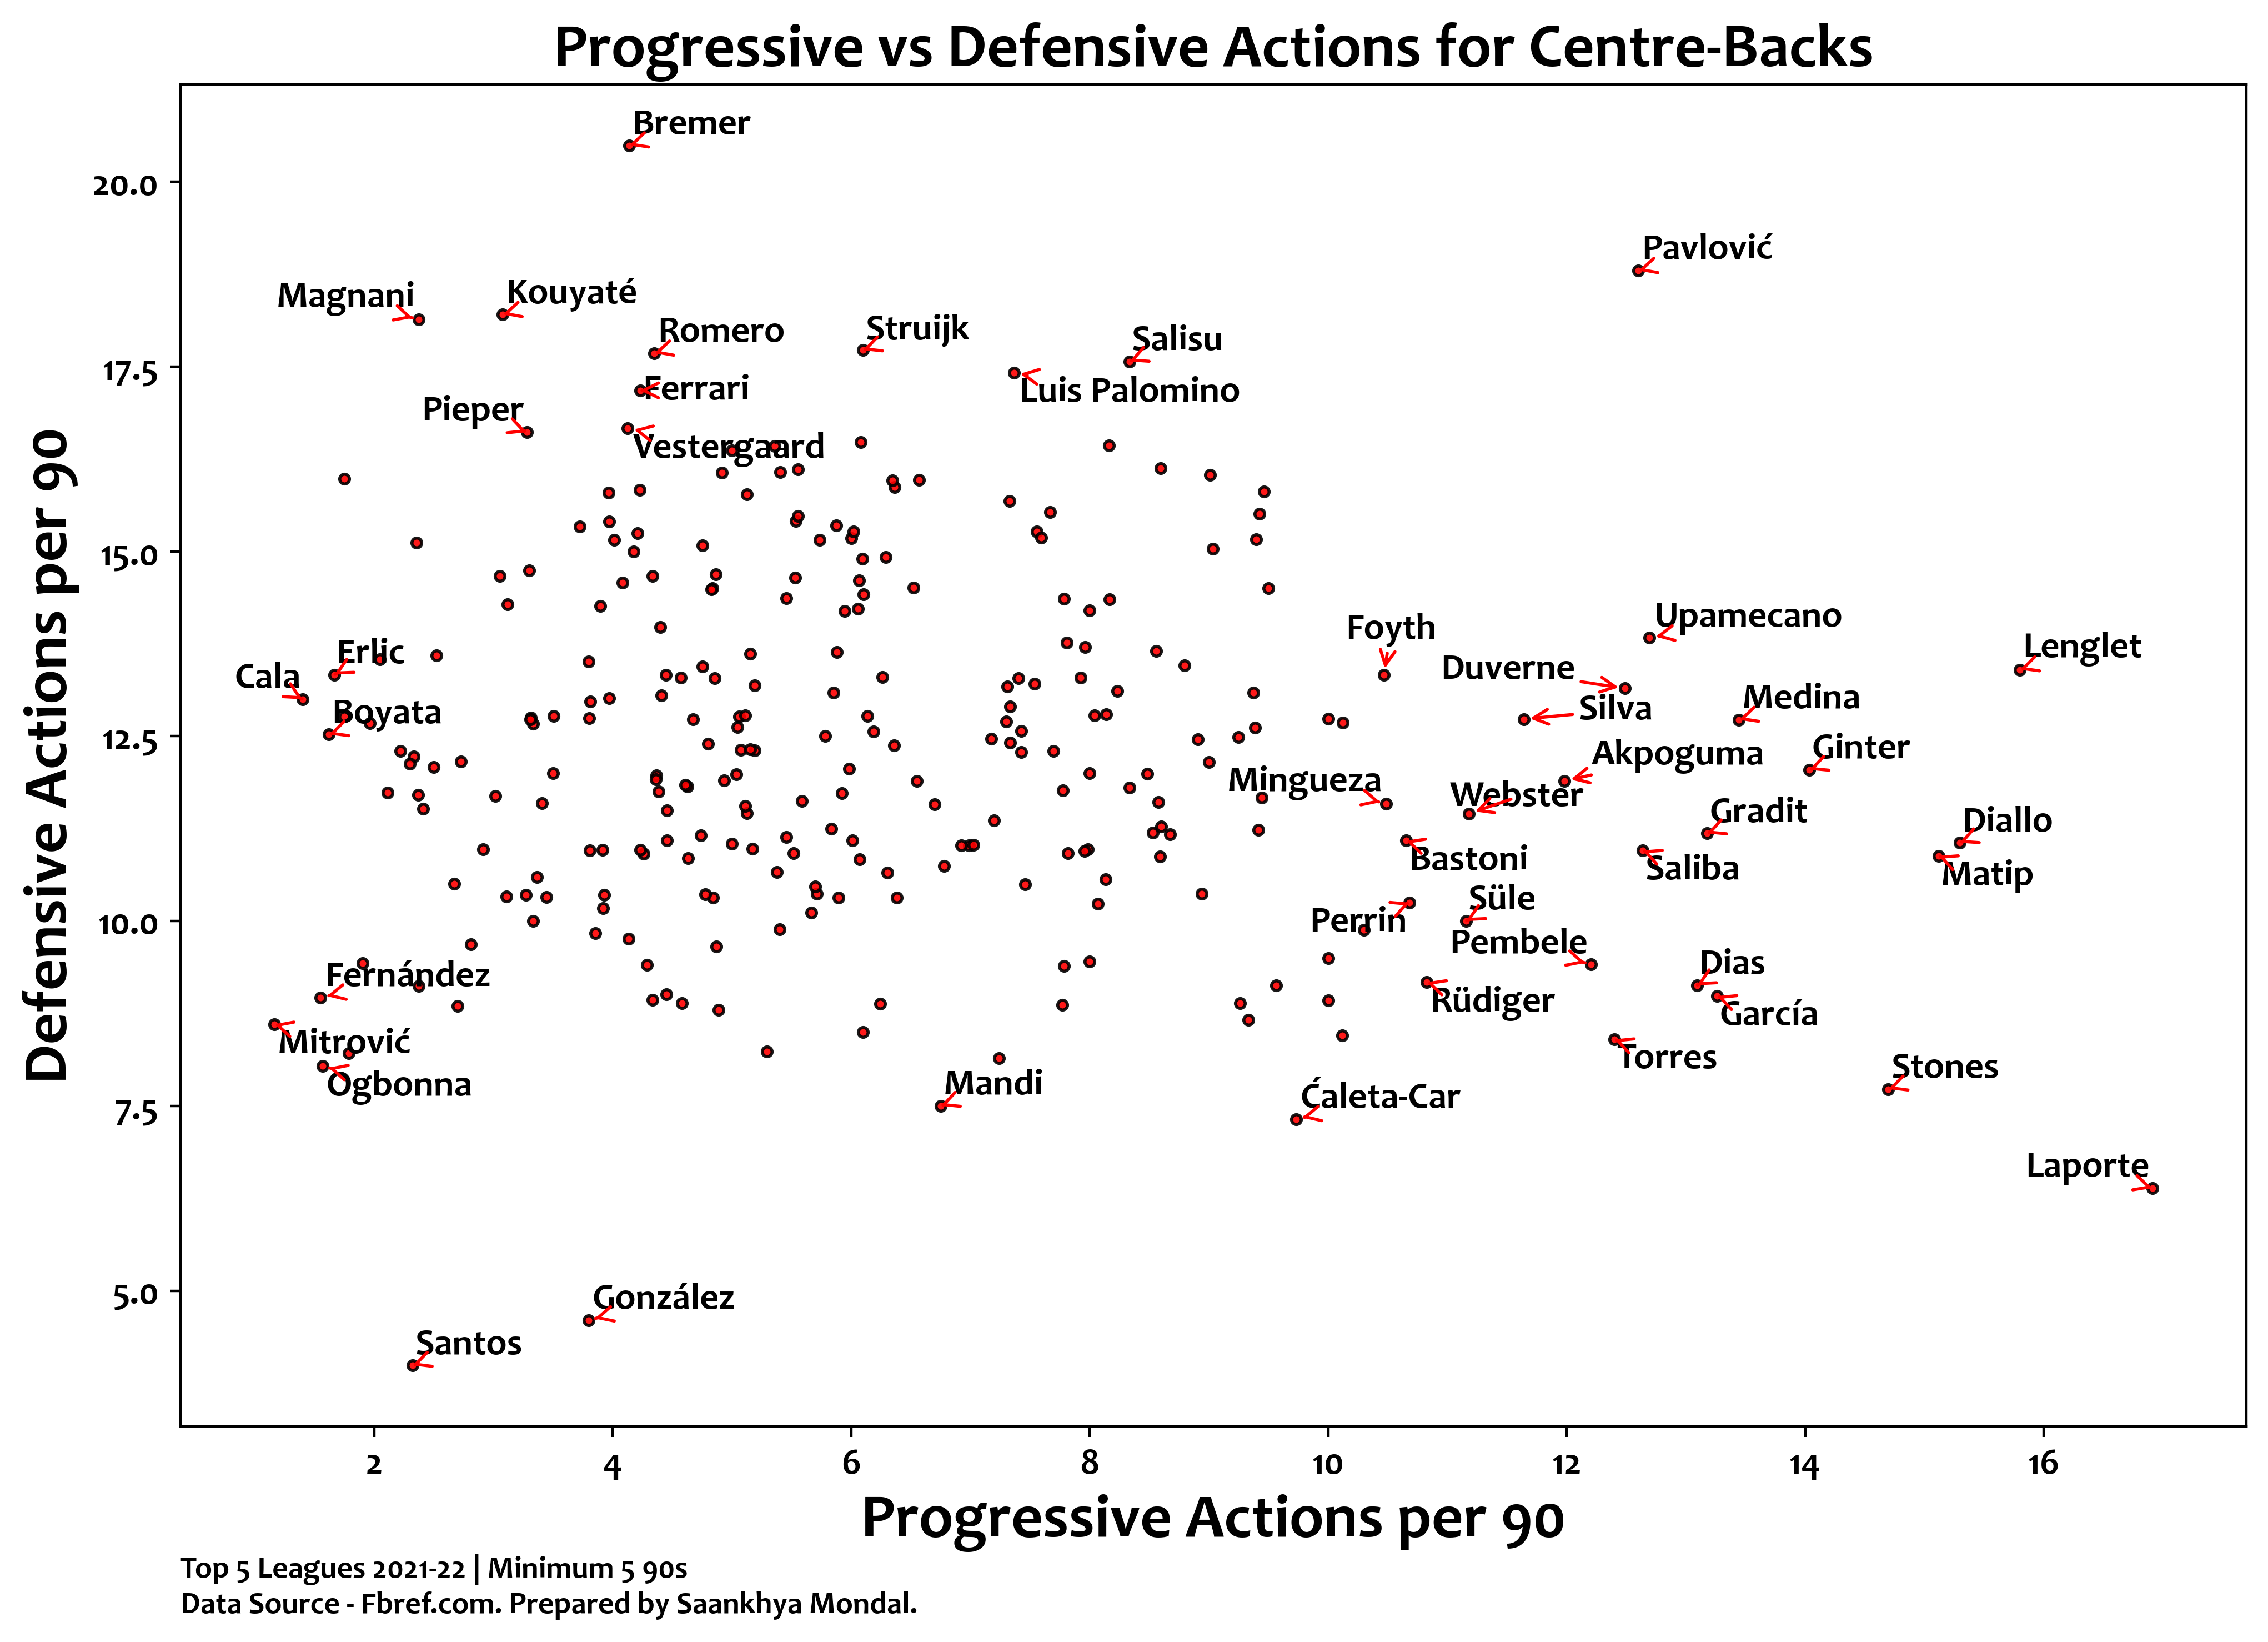 Progressive vs Defensive Actions for Centre-Backs
Bremer
20.0
Pavlović
Magnani
Kouyaté
Romero
Struijk
Salisu
17.5
Ferrari
Luis Palomino
Pieper
Vestergaard
15.0
Foyth
Upamecano
Erlic
Lenglet
Cala
Duverne
Boyata
Silva
Medina
12.5
Akpoguma
Ginter
Mingueza
Webster
Gradit
Diallo
Bastoni
Saliba
Matip
10.0
Perrin
Süle
Pembele
Fernández
Dias
Rüdiger
García
Mitrović
Torres
Ogbonna
Mandi
Ćaleta-Car
Stones
7.5
Laporte
5.0
González
Santos
Defensive Actions per 90
2 4 6 8 10 12 14 16
Progressive Actions per 90
Top 5 Leagues 2021-22 | Minimum 5 90s
Data Source - Fbref.com. Prepared by Saankhya Mondal.